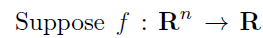 Suppose f : Rⁿ → R